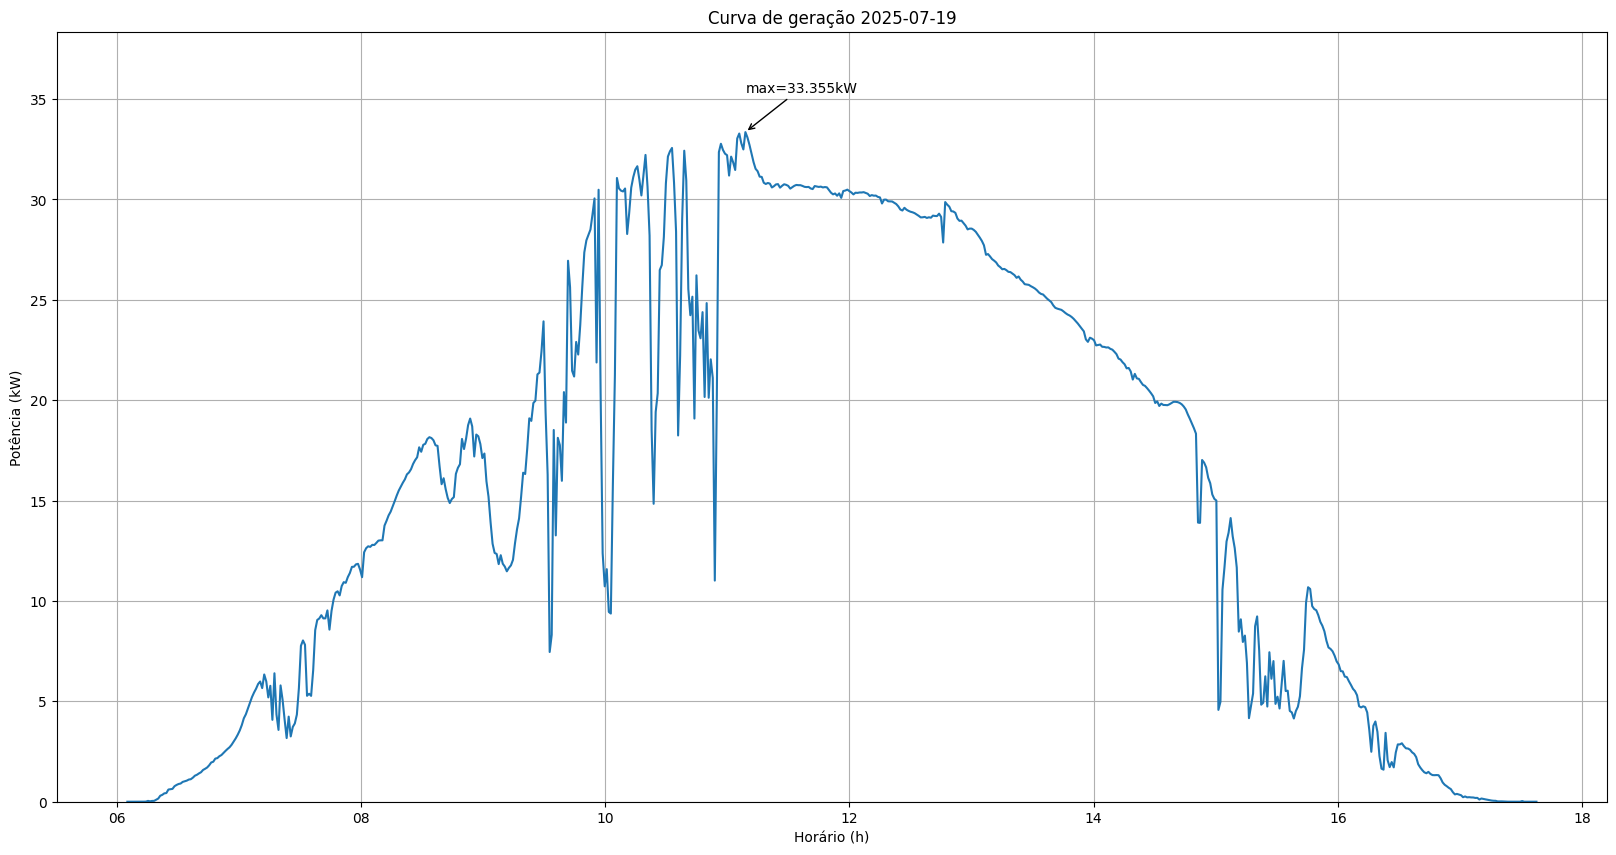 Curva de geração 2025-07-19
max=33.355kW
35
30
25
20
15
10
5
0
Potência (kW)
06 08 10 12 14 16 18
Horário (h)